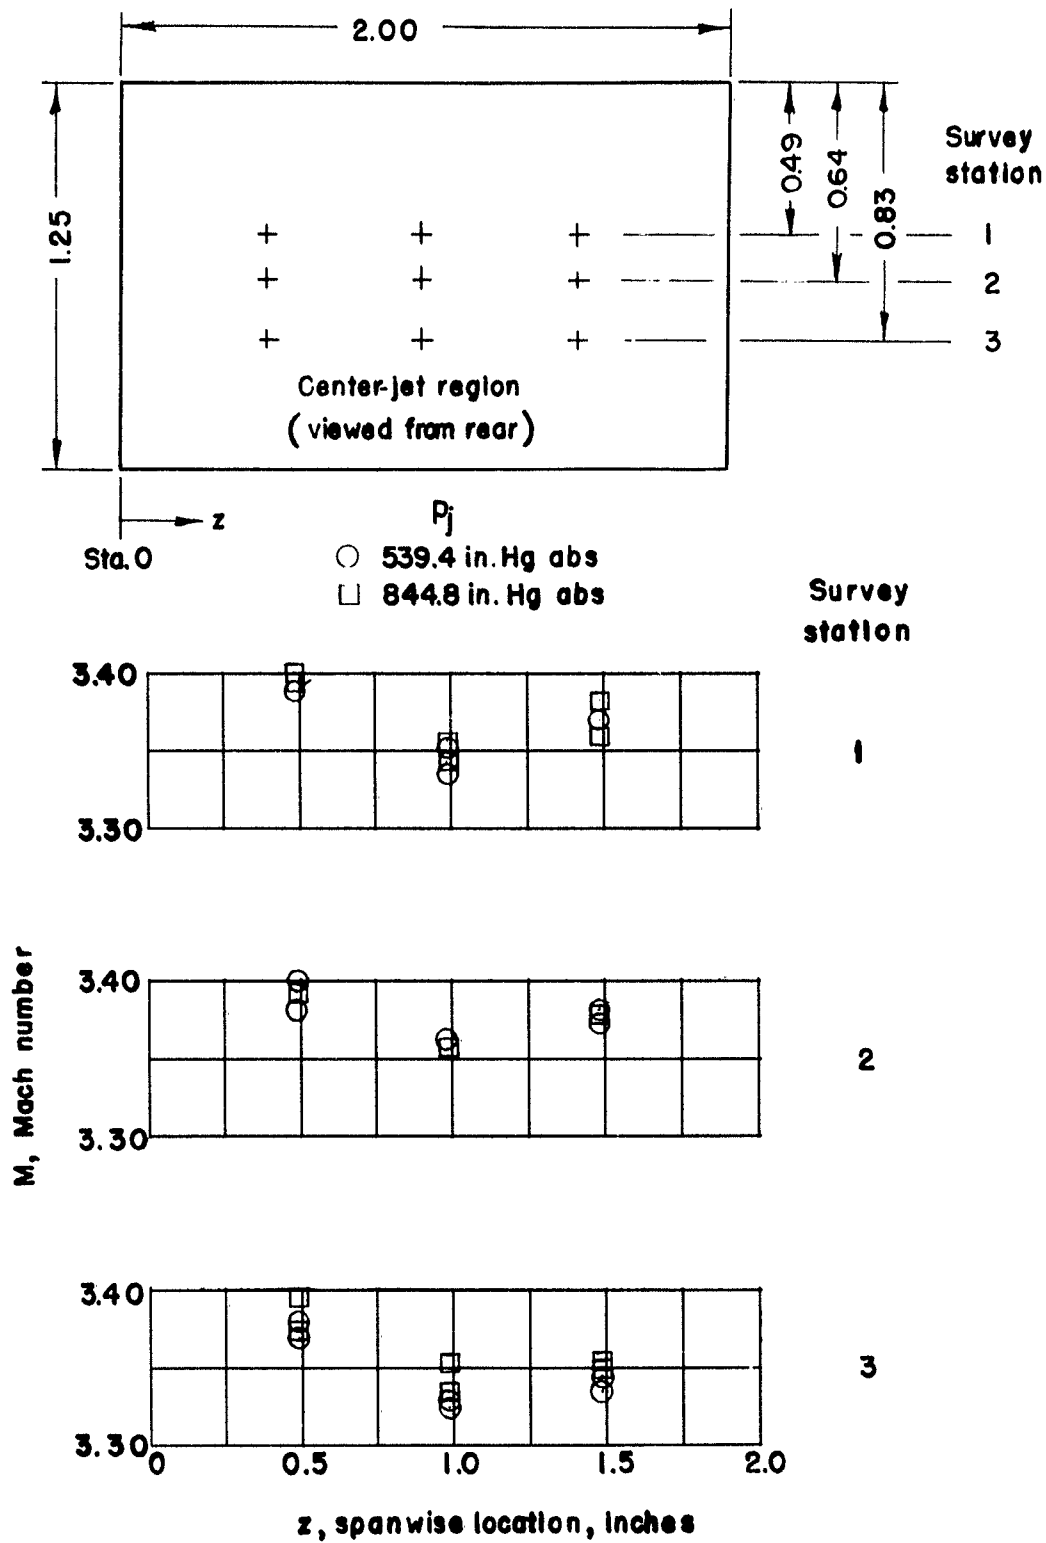 2.00
1.25
0.49
0.64
0.83
Survey
station
1
2
3
Center-jet region
(viewed from rear)
z
Sta. 0
Pj
539.4 in. Hg abs
844.8 in. Hg abs
Survey
station
3.40
3.30
1
3.40
3.30
2
M, Mach number
3.40
3.30
3
0 0.5 1.0 1.5 2.0
z, spanwise location, inches